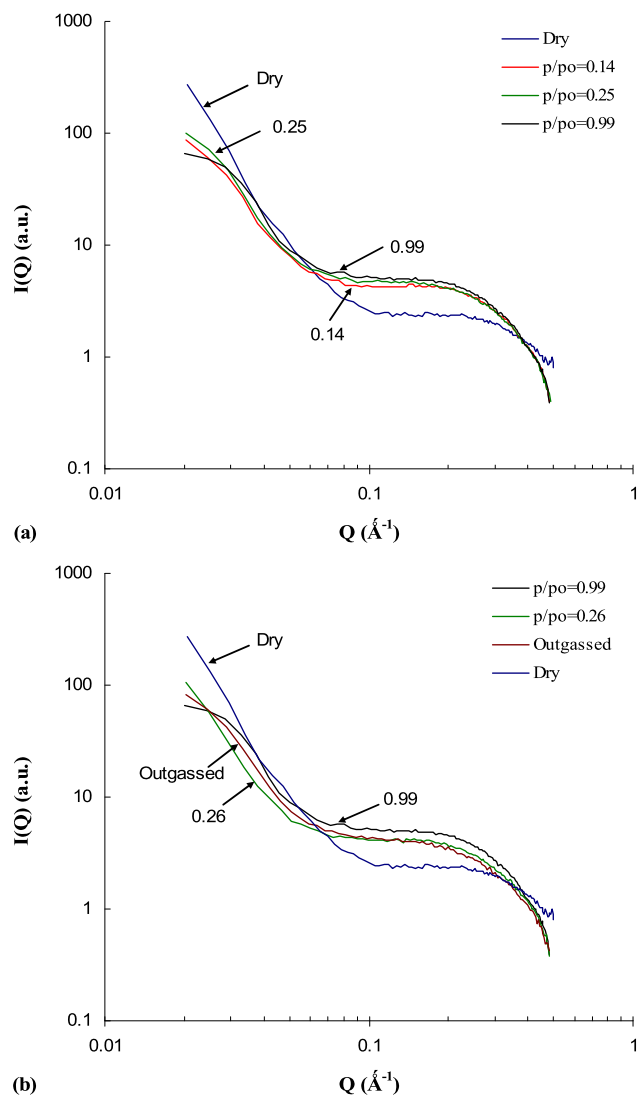 1000
100
10
1
0.1
I(Q) (a.u.)
Dry
p/po=0.14
p/po=0.25
p/po=0.99
Dry
0.25
0.99
0.14
0.01
0.1
1
(a)
Q (Å-1)
1000
100
10
1
0.1
I(Q) (a.u.)
p/po=0.99
p/po=0.26
Outgassed
Dry
Dry
Outgassed
0.26
0.99
0.01
0.1
1
(b)
Q (Å-1)